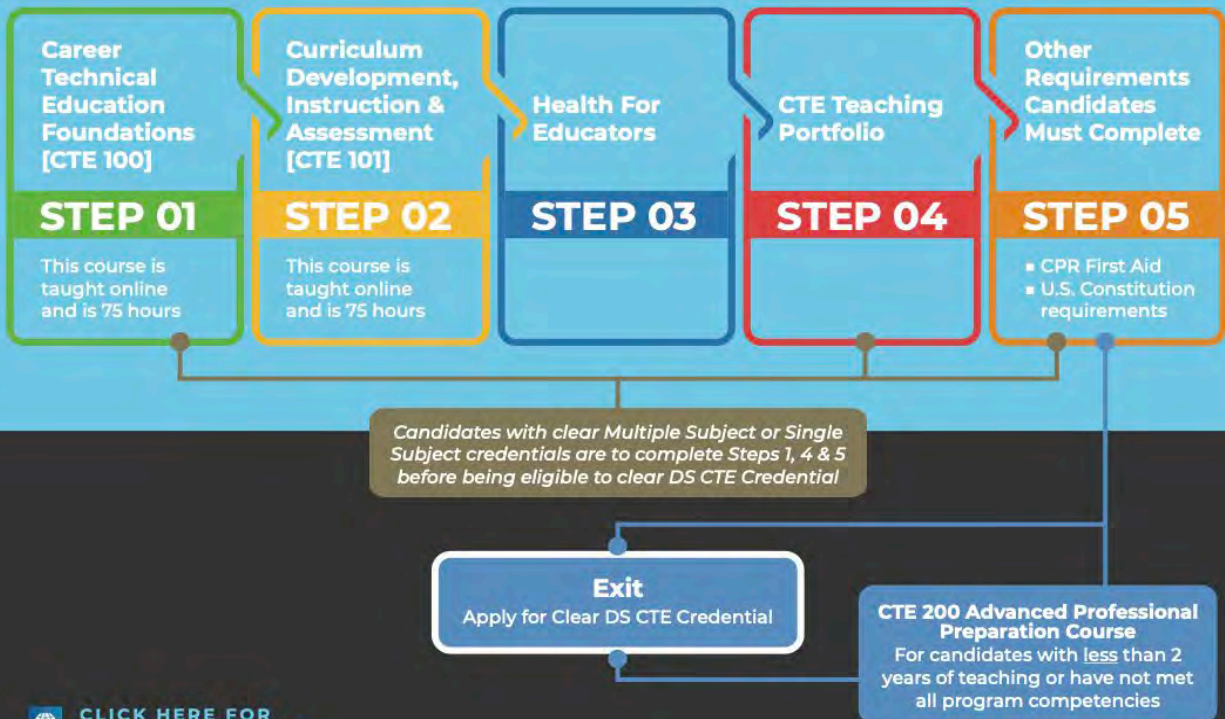 Career
Technical
Education
Foundations
[CTE 100]
STEP 01
This course is
taught online
and is 75 hours
Curriculum
Development,
Instruction &
Assessment
[CTE 101]
STEP 02
This course is
taught online
and is 75 hours
Health For
Educators
STEP 03
CTE Teaching
Portfolio
STEP 04
Other
Requirements
Candidates
Must Complete
STEP 05
▪ CPR First Aid
▪ U.S. Constitution
requirements
Candidates with clear Multiple Subject or Single
Subject credentials are to complete Steps 1, 4 & 5
before being eligible to clear DS CTE Credential
Exit
Apply for Clear DS CTE Credential
CTE 200 Advanced Professional
Preparation Course
For candidates with less than 2
years of teaching or have not met
all program competencies
CLICK HERE FOR